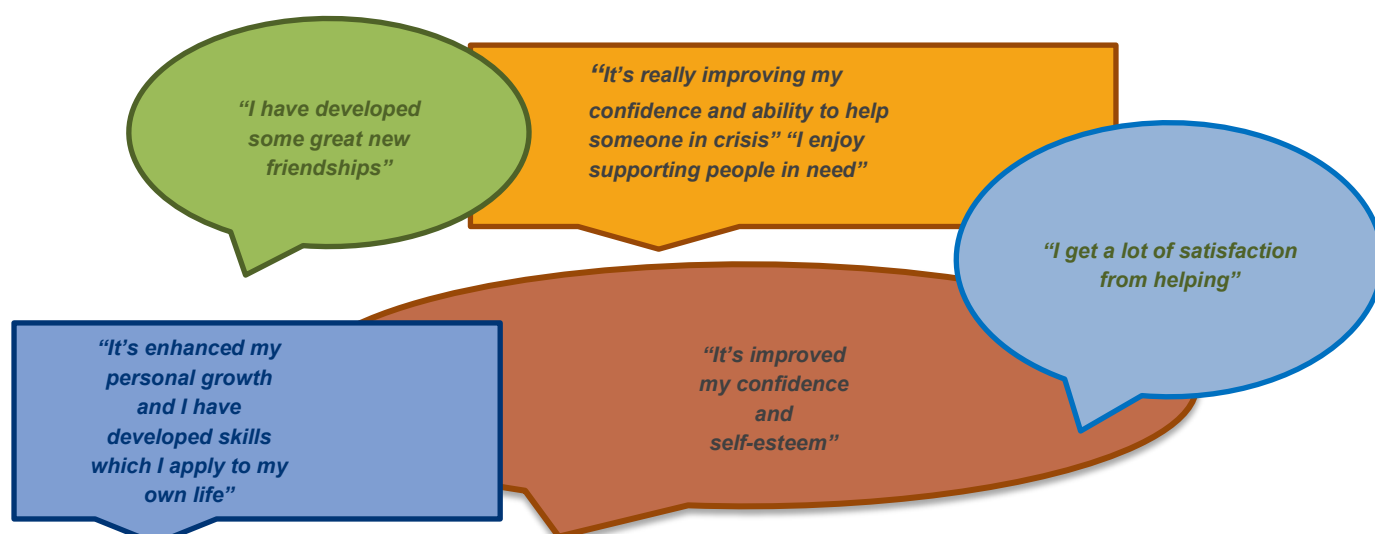 “I have developed
some great new
friendships”
“It’s really improving my
confidence and ability to help
someone in crisis” “I enjoy
supporting people in need”
“I get a lot of satisfaction
from helping”
“It’s enhanced my
personal growth
and I have
developed skills
which I apply to my
own life”
“It’s improved
my confidence
and
self-esteem”